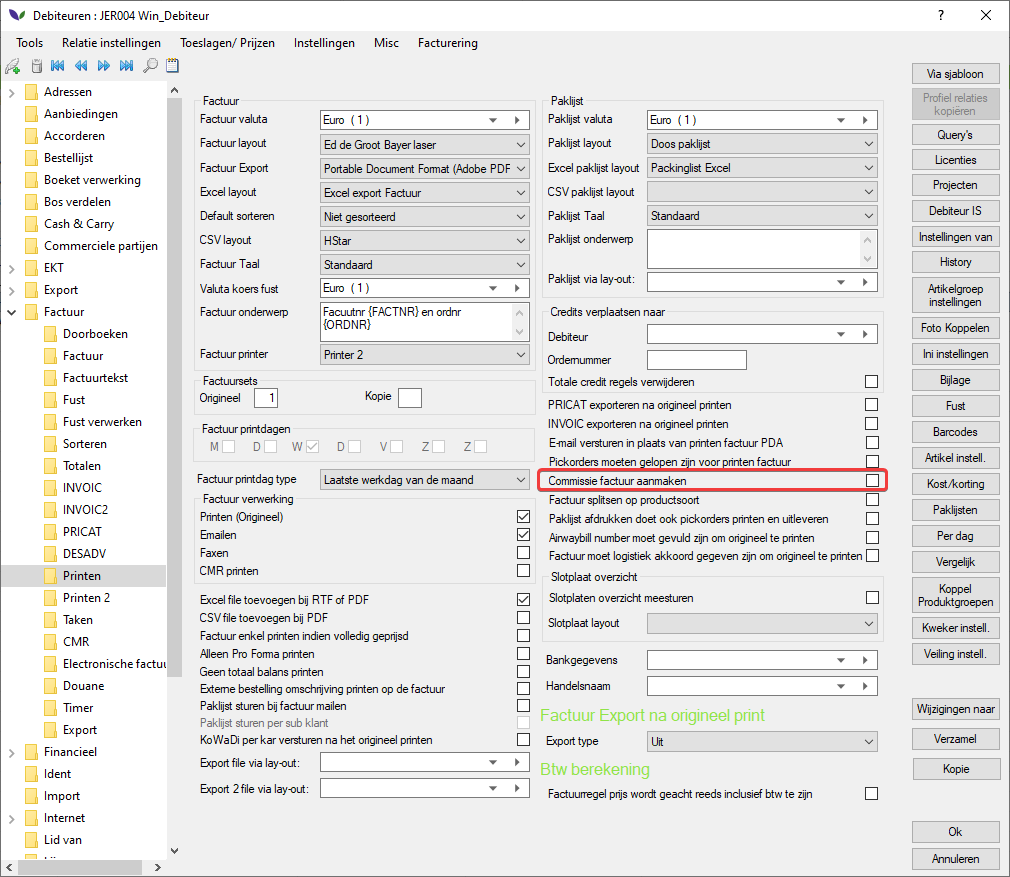 Debiteuren : JER004 Win_Debiteur
?
Tools Relatie instellingen Toeslagen/ Prijzen Instellingen Misc Facturering
Adressen
Aanbiedingen
Accorderen
Bestellijst
Boeket verwerking
Bos verdelen
Cash & Carry
Commerciele partijen
EKT
Export
Factuur
Doorboeken
Factuur
Factuurtekst
Fust
Fust verwerken
Sorteren
Totalen
INVOIC
INVOIC2
PRICAT
DESADV
Printen
Printen 2
Taken
CMR
Electronische factuu
Douane
Timer
Export
Financieel
Ident
Import
Internet
Lid van
Factuur
Factuur valuta Euro ( 1 )
Factuur layout Ed de Groot Bayer laser
Factuur Export Portable Document Format (Adobe PDF
Excel layout Excel export Factuur
Default sorteren Niet gesorteerd
CSV layout HStar
Factuur Taal Standaard
Valuta koers fust Euro ( 1 )
Factuur onderwerp Facuutnr {FACTNR} en ordnr
{ORDNR}
Factuur printer Printer 2
Factuursets
Origineel 1 Kopie
Factuur printdagen
M D W D V Z Z
Factuur printdag type Laatste werkdag van de maand
Factuur verwerking
Printen (Origineel)
Emailen
Faxen
CMR printen
Excel file toevoegen bij RTF of PDF
CSV file toevoegen bij PDF
Factuur enkel printen indien volledig geprijsd
Alleen Pro Forma printen
Geen totaal balans printen
Externe bestelling omschrijving printen op de factuur
Paklijst sturen bij factuur mailen
Paklijst sturen per sub klant
KoWaDi per kar versturen na het origineel printen
Export file via lay-out:
Export 2 file via lay-out:
Paklijst
Paklijst valuta Euro ( 1 )
Paklijst layout Doos paklijst
Excel paklijst layout Packinglist Excel
CSV paklijst layout
Paklijst Taal Standaard
Paklijst onderwerp
Paklijst via lay-out:
Credits verplaatsen naar
Debiteur
Ordernummer
Totale credit regels verwijderen
PRICAT exporteren na origineel printen
INVOIC exporteren na origineel printen
E-mail versturen in plaats van printen factuur PDA
Pickorders moeten gelopen zijn voor printen factuur
Commissie factuur aanmaken
Factuur splitsen op productsoort
Paklijst afdrukken doet ook pickorders printen en uitleveren
Airwaybill number moet gevuld zijn om origineel te printen
Factuur moet logistiek akkoord gegeven zijn om origineel te printen
Slotplaat overzicht
Slotplaten overzicht meesturen
Slotplaat layout
Bankgegevens
Handelsnaam
Factuur Export na origineel print
Export type Uit
Btw berekening
Factuurregel prijs wordt geacht reeds inclusief btw te zijn
Via sjabloon
Profiel relaties
kopiëren
Query's
Licenties
Projecten
Debiteur IS
Instellingen van
History
Artikelgroep
instellingen
Foto Koppelen
Ini instellingen
Bijlage
Fust
Barcodes
Artikel instell.
Kost/korting
Paklijsten
Per dag
Vergelijk
Koppel
Produktgroepen
Kweker instell.
Veiling instell.
Wijzigingen naar
Verzamel
Kopie
Ok
Annuleren